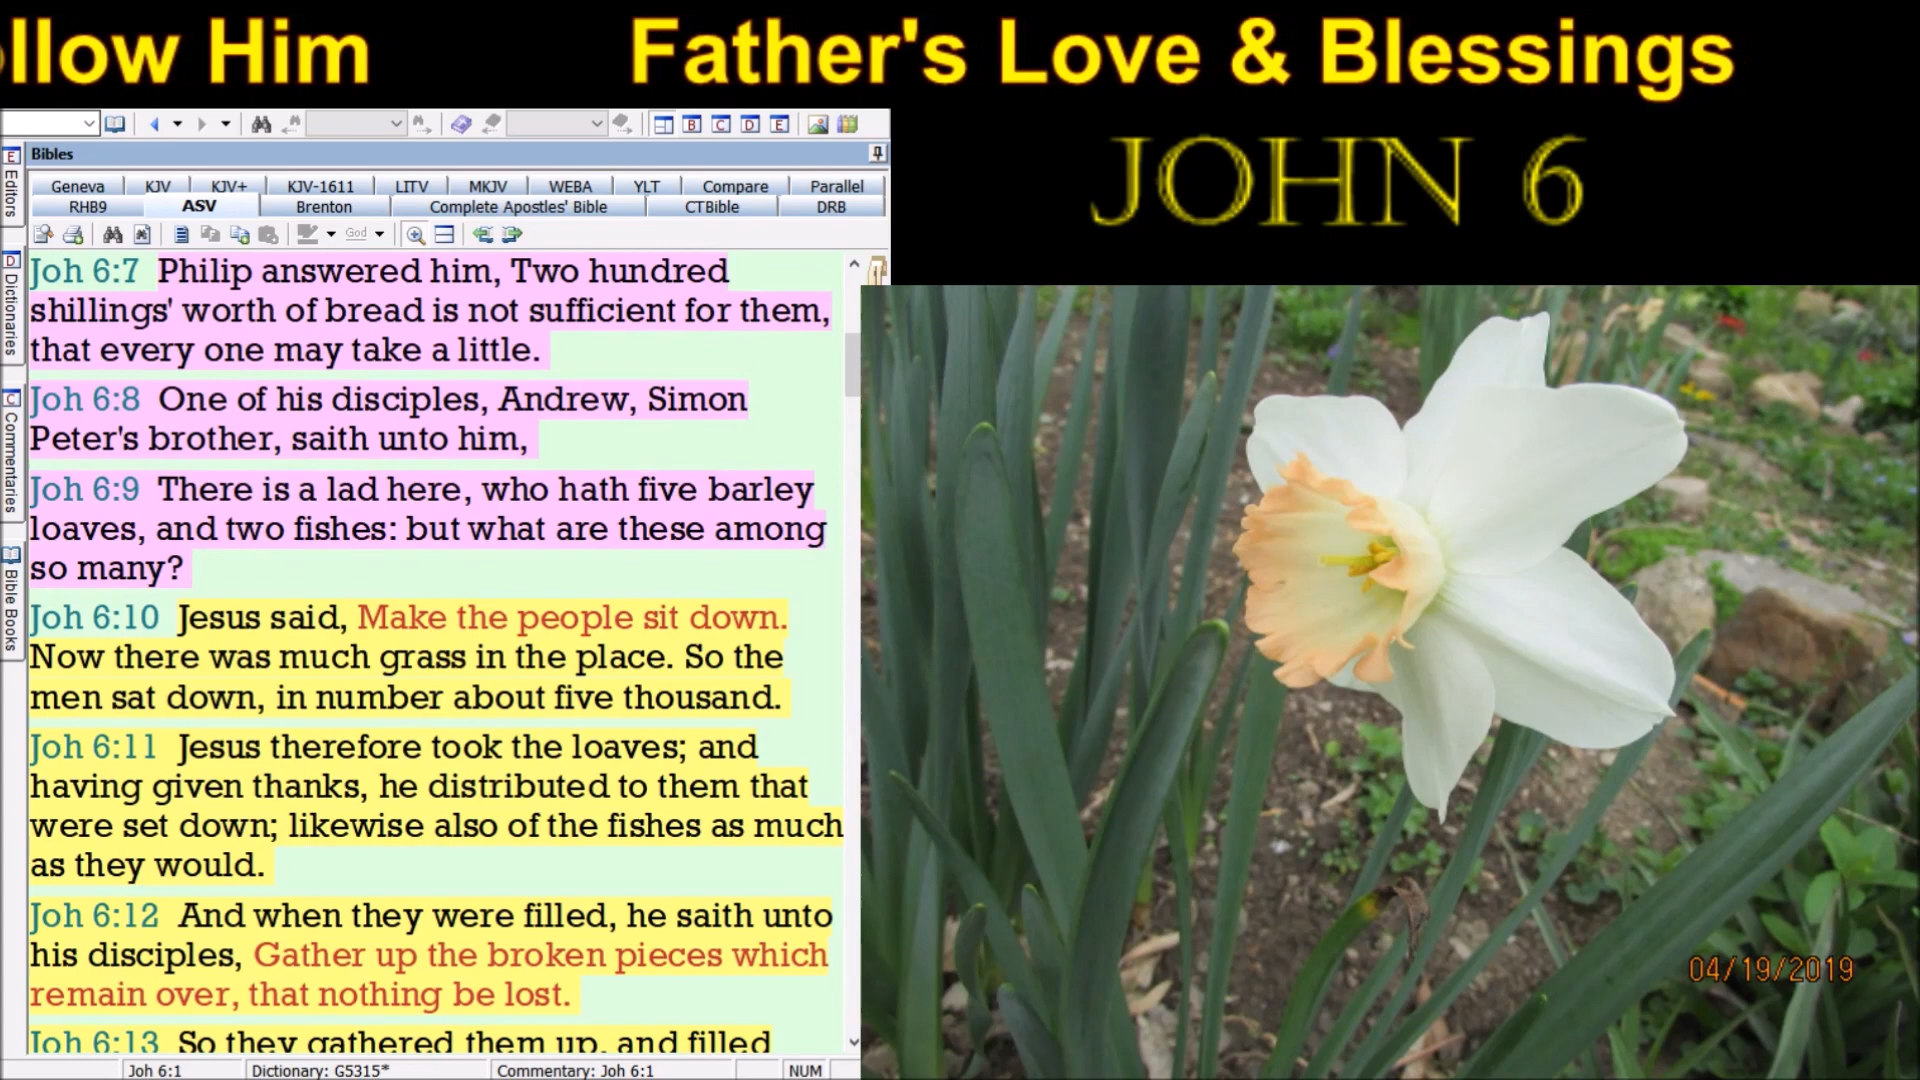 ollow Him Father's Love & Blessings
JOHN 6
Bibles
Geneva KJV KJV+ KJV-1611 LITV MKJV WEBA YLT Compare Parallel
RHB9 ASV Brenton Complete Apostles' Bible CTBible DRB
God
E Editors
D Dictionaries
C Commentaries
Bible Books
B C D E
Joh 6:7 Philip answered him, Two hundred
shillings' worth of bread is not sufficient for them,
that every one may take a little.
Joh 6:8 One of his disciples, Andrew, Simon
Peter's brother, saith unto him,
Joh 6:9 There is a lad here, who hath five barley
loaves, and two fishes: but what are these among
so many?
Joh 6:10 Jesus said, Make the people sit down.
Now there was much grass in the place. So the
men sat down, in number about five thousand.
Joh 6:11 Jesus therefore took the loaves; and
having given thanks, he distributed to them that
were set down; likewise also of the fishes as much
as they would.
Joh 6:12 And when they were filled, he saith unto
his disciples, Gather up the broken pieces which
remain over, that nothing be lost.
Joh 6:13 So they gathered them up, and filled
Joh 6:1 Dictionary: G5315* Commentary: Joh 6:1 NUM
04/19/2019